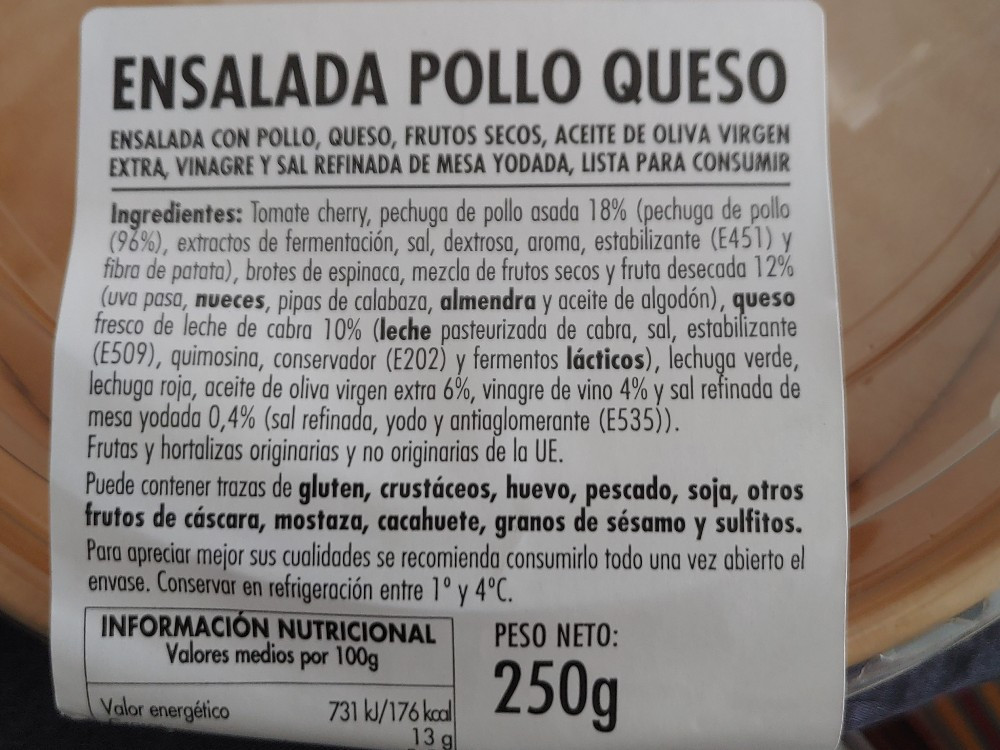 ENSALADA POLLO QUESO
ENSALADA CON POLLO, QUESO, FRUTOS SECOS, ACEITE DE OLIVA VIRGEN
EXTRA, VINAGRE Y SAL REFINADA DE MESA YODADA, LISTA PARA CONSUMIR
Ingredientes: Tomate cherry, pechuga de pollo asada 18% (pechuga de pollo
(96%), extractos de fermentación, sal, dextrosa, aroma, estabilizante (E451) y
fibra de patata), brotes de espinaca, mezcla de frutos secos y fruta desecada 12%
(uva pasa, nueces, pipas de calabaza, almendra y aceite de algodón), queso
fresco de leche de cabra 10% (leche pasteurizada de cabra, sal, estabilizante
(E509), quimosina, conservador (E202) y fermentos lácticos), lechuga verde,
lechuga roja, aceite de oliva virgen extra 6%, vinagre de vino 4% y sal refinada de
mesa yodada 0,4% (sal refinada, yodo y antiaglomerante (E535)).
Frutas y hortalizas originarias y no originarias de la UE.
Puede contener trazas de gluten, crustáceos, huevo, pescado, soja, otros
frutos de cáscara, mostaza, cacahuete, granos de sésamo y sulfitos.
Para apreciar mejor sus cualidades se recomienda consumirlo todo una vez abierto el
envase. Conservar en refrigeración entre 1º y 4ºC.
INFORMACIÓN NUTRICIONAL
Valores medios por 100g
Valor energético 731 kJ/176 kcal
13 g
PESO NETO:
250g